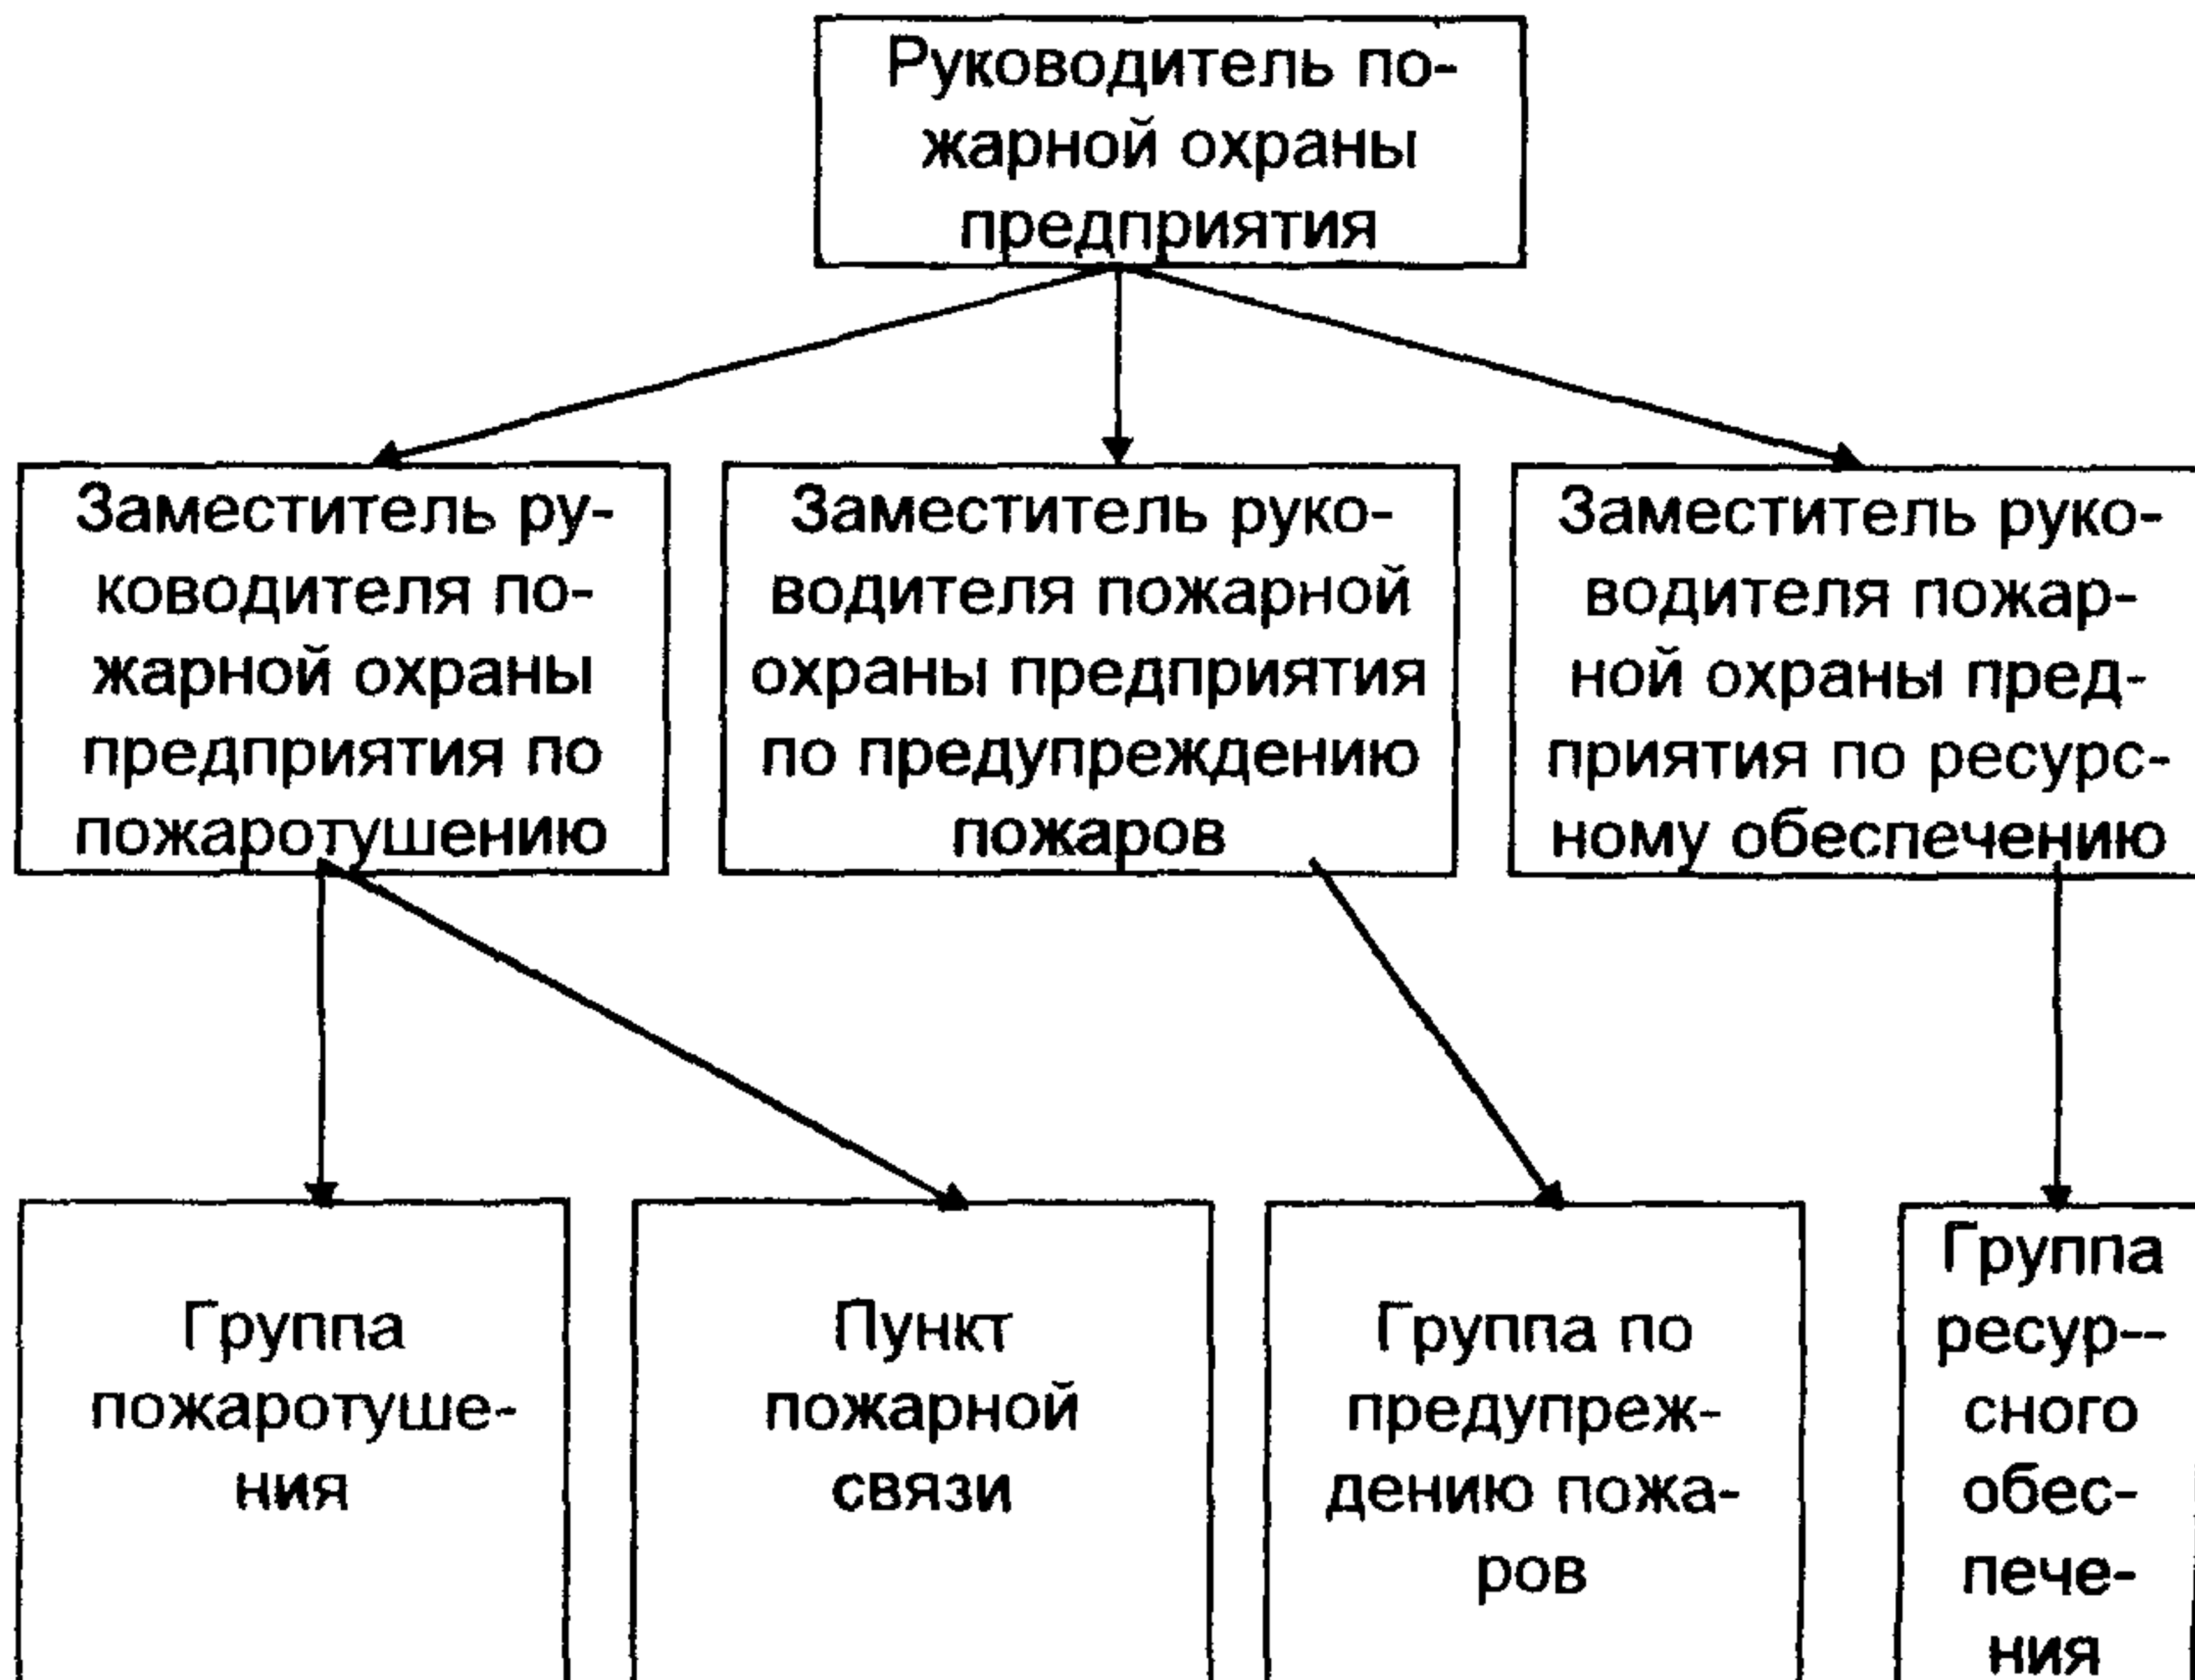 Руководитель по-
жарной охраны
предприятия
Заместитель ру-
ководителя по-
жарной охраны
предприятия по
пожаротушению
Заместитель руко-
водителя пожарной
охраны предприятия
по предупреждению
пожаров
Заместитель руко-
водителя пожар-
ной охраны пред-
приятия по ресурс-
ному обеспечению
Группа
пожаротуше-
ния
Пункт
пожарной
связи
Группа по
предупреж-
дению пожа-
ров
Группа
ресур--
сного
обес-
пече-
ния